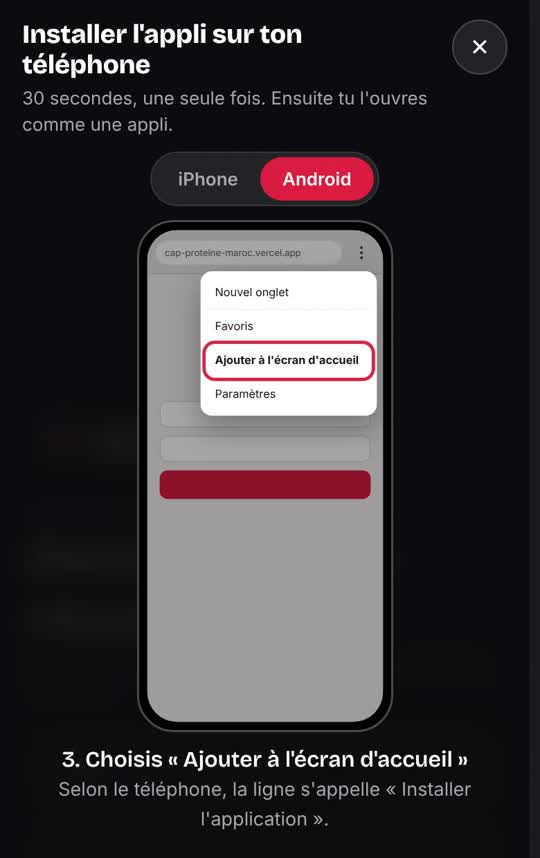 Installer l'appli sur ton
téléphone
30 secondes, une seule fois. Ensuite tu l'ouvres
comme une appli.
iPhone
Android
cap-proteine-maroc.vercel.app
Nouvel onglet
Favoris
Ajouter à l'écran d'accueil
Paramètres
3. Choisis « Ajouter à l'écran d'accueil »
Selon le téléphone, la ligne s'appelle « Installer
l'application ».